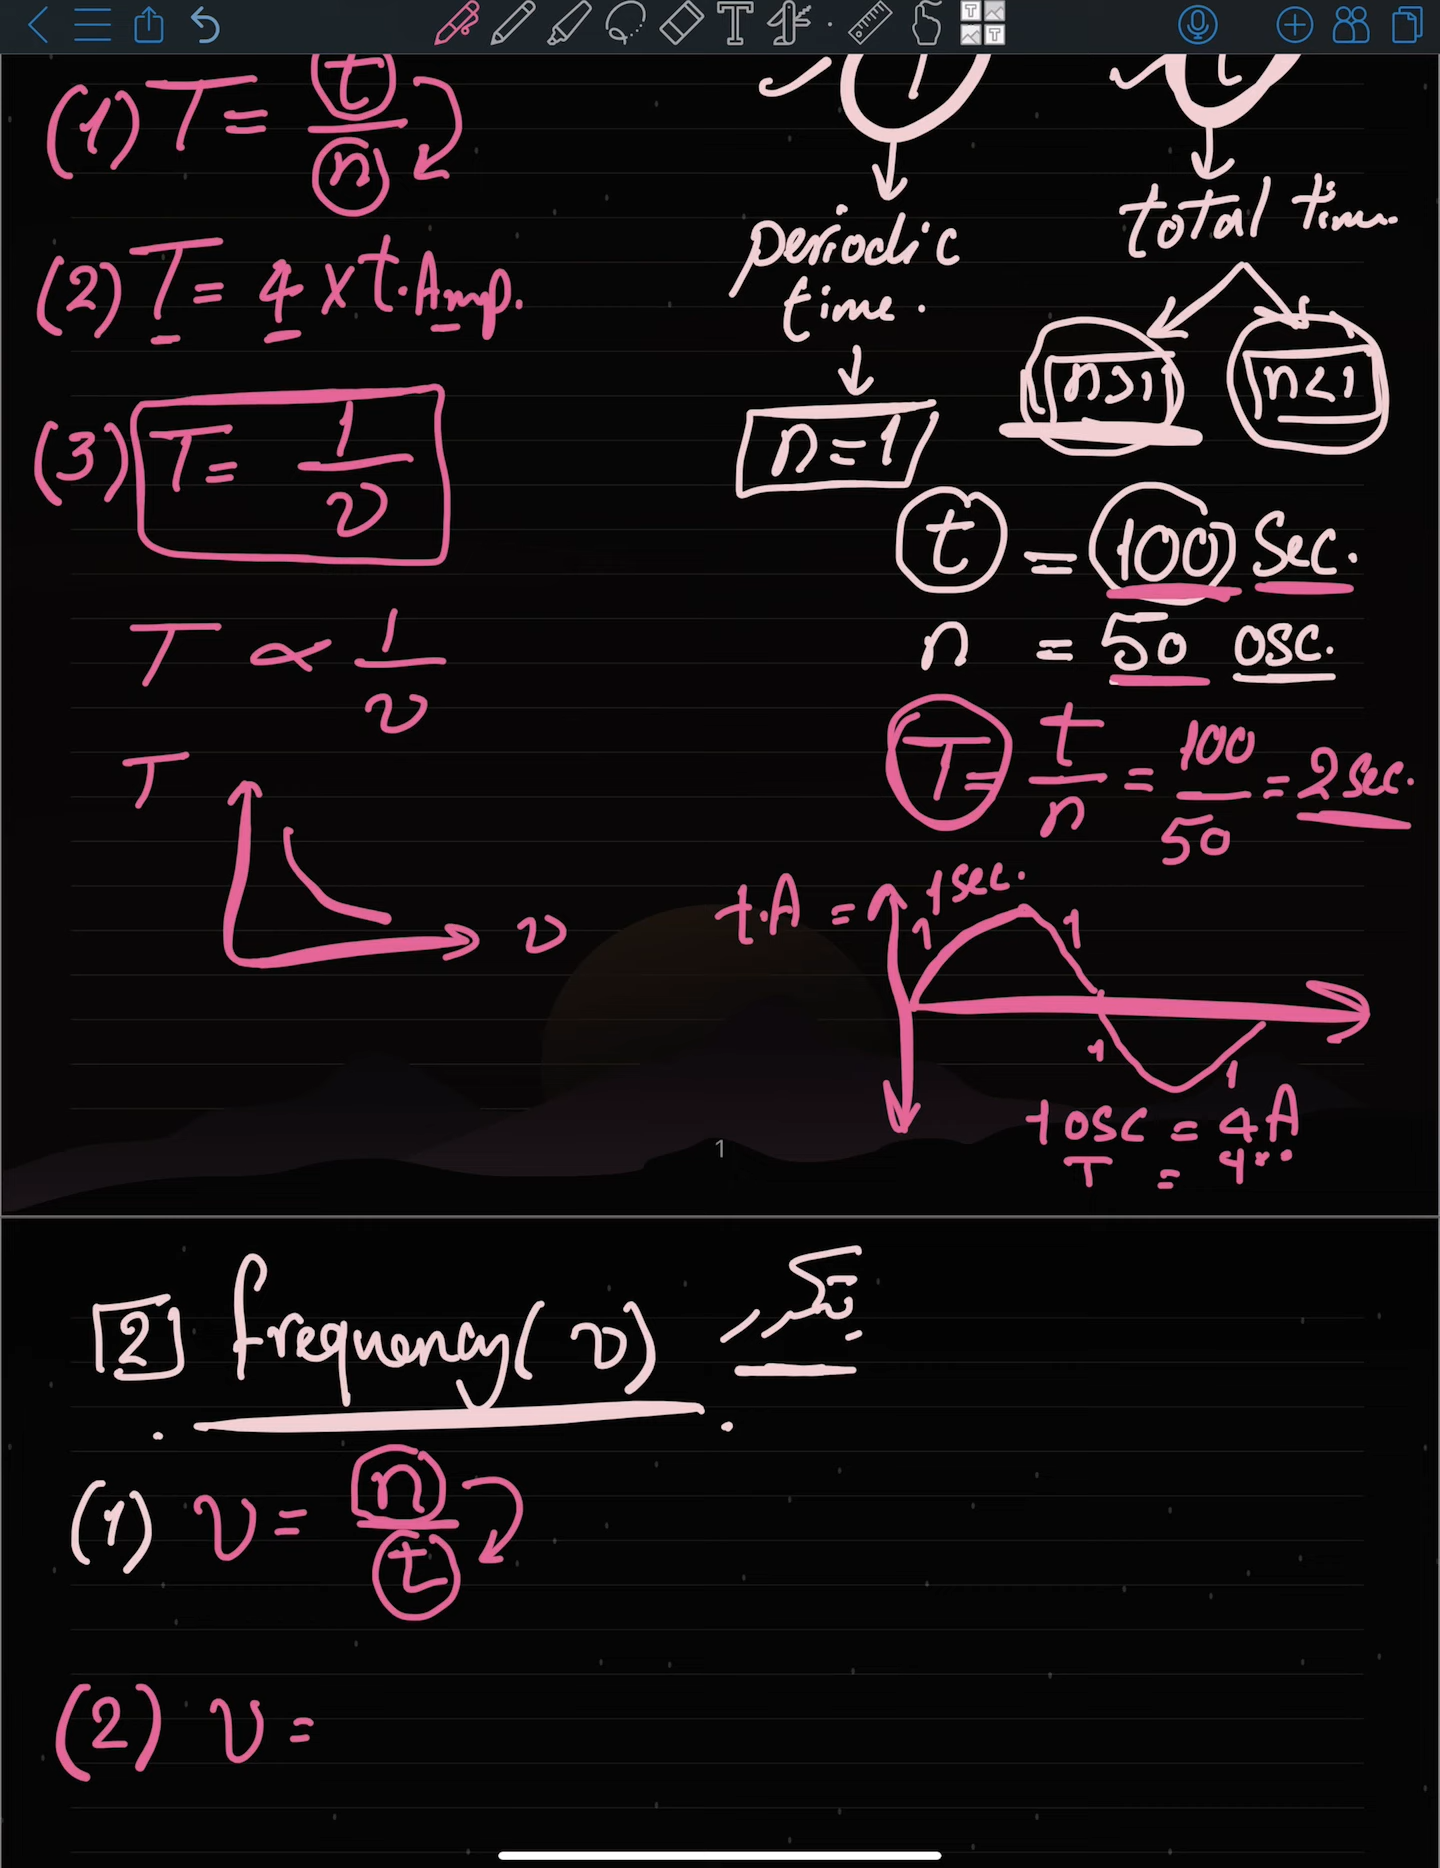 (1) T = t/n
(2) T = 4 x t.Amp.
(3) T = 1/ν
T ∝ 1/ν
T
ν
T
t
periodic
time.
n=1
total time.
n>1
n<1
t = 100 Sec.
n = 50 osc.
T = t/n = 100/50 = 2 sec.
t.A = 1 sec.
1
1
1
1
1 osc = 4A
T = 4
1
[2] frequency (ν)
(1) ν = n/t
(2) ν =